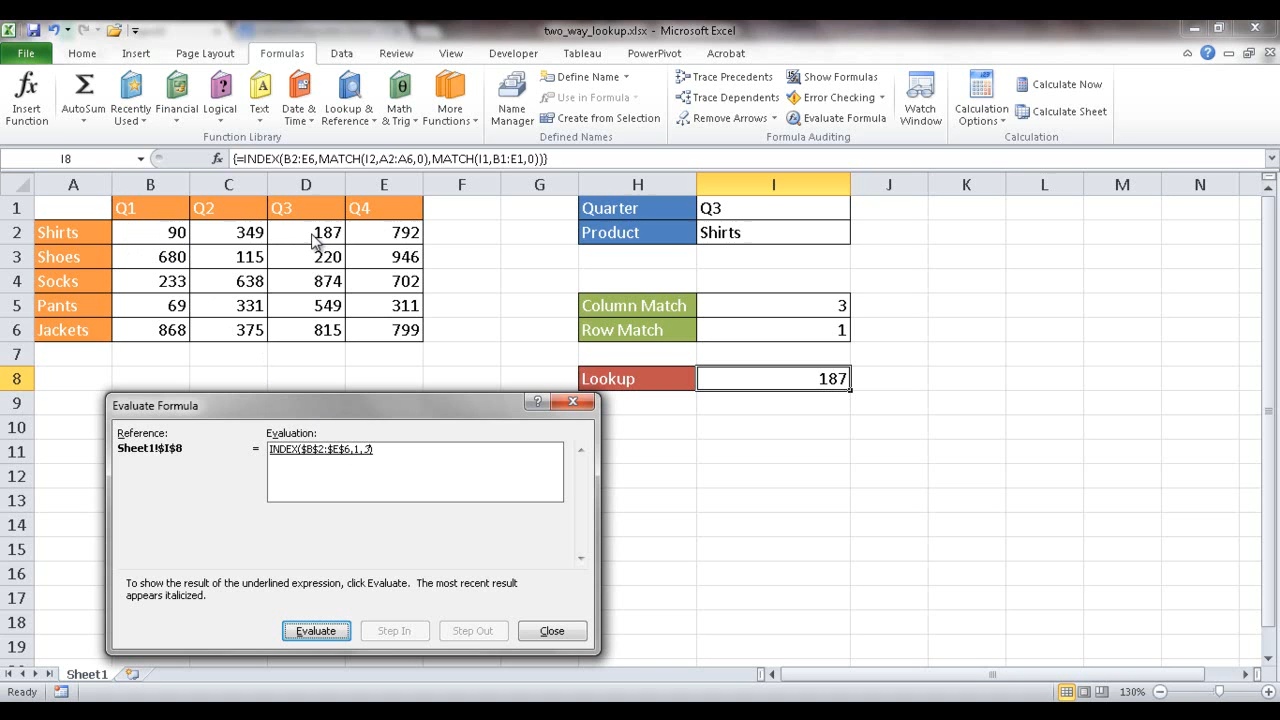 two_way_lookup.xlsx - Microsoft Excel
File Home Insert Page Layout Formulas Data Review View Developer Tableau PowerPivot Acrobat
Insert Function
AutoSum
Recently Used
Financial
Logical
Text
Date & Time
Lookup & Reference
Math & Trig
More Functions
Function Library
Name Manager
Define Name
Use in Formula
Create from Selection
Defined Names
Trace Precedents
Trace Dependents
Remove Arrows
Show Formulas
Error Checking
Evaluate Formula
Formula Auditing
Watch Window
Calculation Options
Calculate Now
Calculate Sheet
Calculation
I8 fx {=INDEX(B2:E6,MATCH(I2,A2:A6,0),MATCH(I1,B1:E1,0))}
A B C D E F G H I J K L M N
1 Q1 Q2 Q3 Q4 Quarter Q3
2 Shirts 90 349 187 792 Product Shirts
3 Shoes 680 115 220 946
4 Socks 233 638 874 702
5 Pants 69 331 549 311 Column Match 3
6 Jackets 868 375 815 799 Row Match 1
7
8 Lookup 187
9
10
11
12
13
14
15
16
17
18
19
Evaluate Formula
Reference: Evaluation:
Sheet1!$I$8 = INDEX($B$2:$E$6,1,3)
To show the result of the underlined expression, click Evaluate. The most recent result
appears italicized.
Evaluate Step In Step Out Close
Sheet1
Ready 130%